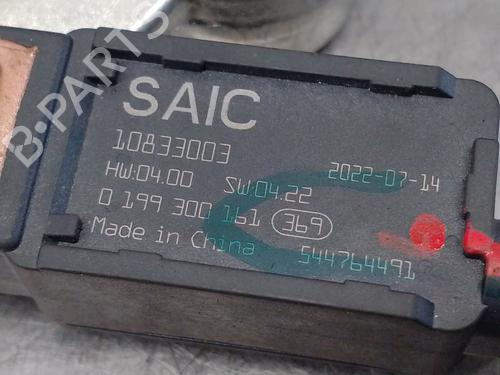 SAIC
10833003
2022-07-14
HW:04.00 SW:04.22
0 199 300 161 369
Made in China
544764491
B-PARTS